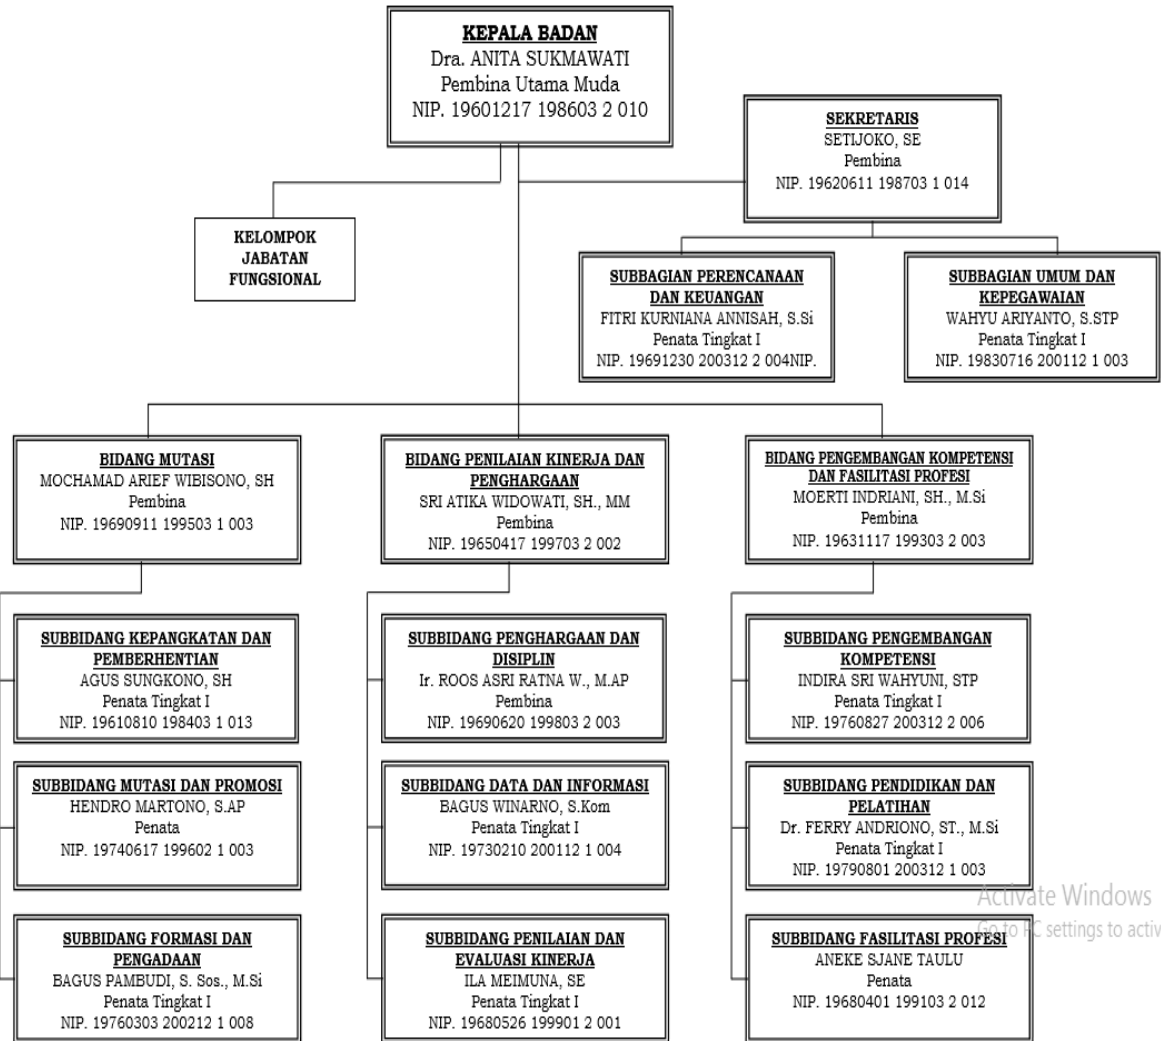 KEPALA BADAN
Dra. ANITA SUKMAWATI
Pembina Utama Muda
NIP. 19601217 198603 2 010
SEKRETARIS
SETIJOKO, SE
Pembina
NIP. 19620611 198703 1 014
KELOMPOK
JABATAN
FUNGSIONAL
SUBBAGIAN PERENCANAAN
DAN KEUANGAN
FITRI KURNIANA ANNISAH, S.Si
Penata Tingkat I
NIP. 19691230 200312 2 004NIP.
SUBBAGIAN UMUM DAN
KEPEGAWAIAN
WAHYU ARIYANTO, S.STP
Penata Tingkat I
NIP. 19830716 200112 1 003
BIDANG MUTASI
MOCHAMAD ARIEF WIBISONO, SH
Pembina
NIP. 19690911 199503 1 003
BIDANG PENILAIAN KINERJA DAN
PENGHARGAAN
SRI ATIKA WIDOWATI, SH., MM
Pembina
NIP. 19650417 199703 2 002
BIDANG PENGEMBANGAN KOMPETENSI
DAN FASILITASI PROFESI
MOERTI INDRIANI, SH., M.Si
Pembina
NIP. 19631117 199303 2 003
SUBBIDANG KEPANGKATAN DAN
PEMBERHENTIAN
AGUS SUNGKONO, SH
Penata Tingkat I
NIP. 19610810 198403 1 013
SUBBIDANG PENGHARGAAN DAN
DISIPLIN
Ir. ROOS ASRI RATNA W., M.AP
Pembina
NIP. 19690620 199803 2 003
SUBBIDANG PENGEMBANGAN
KOMPETENSI
INDIRA SRI WAHYUNI, STP
Penata Tingkat I
NIP. 19760827 200312 2 006
SUBBIDANG MUTASI DAN PROMOSI
HENDRO MARTONO, S.AP
Penata
NIP. 19740617 199602 1 003
SUBBIDANG DATA DAN INFORMASI
BAGUS WINARNO, S.Kom
Penata Tingkat I
NIP. 19730210 200112 1 004
SUBBIDANG PENDIDIKAN DAN
PELATIHAN
Dr. FERRY ANDRIONO, ST., M.Si
Penata Tingkat I
NIP. 19790801 200312 1 003
SUBBIDANG FORMASI DAN
PENGADAAN
BAGUS PAMBUDI, S. Sos., M.Si
Penata Tingkat I
NIP. 19760303 200212 1 008
SUBBIDANG PENILAIAN DAN
EVALUASI KINERJA
ILA MEIMUNA, SE
Penata Tingkat I
NIP. 19680526 199901 2 001
SUBBIDANG FASILITASI PROFESI
ANEKE SJANE TAULU
Penata
NIP. 19680401 199103 2 012
Activate Windows
Go to PC settings to activ